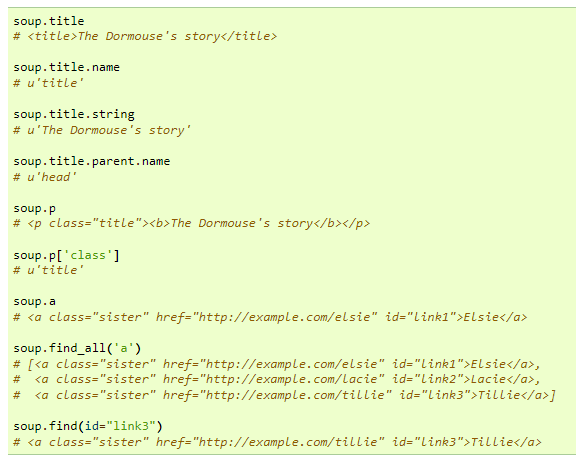 soup.title
# <title>The Dormouse's story</title>
soup.title.name
# u'title'
soup.title.string
# u'The Dormouse's story'
soup.title.parent.name
# u'head'
soup.p
# <p class="title"><b>The Dormouse's story</b></p>
soup.p['class']
# u'title'
soup.a
# <a class="sister" href="http://example.com/elsie" id="link1">Elsie</a>
soup.find_all('a')
# [<a class="sister" href="http://example.com/elsie" id="link1">Elsie</a>,
#  <a class="sister" href="http://example.com/lacie" id="link2">Lacie</a>,
#  <a class="sister" href="http://example.com/tillie" id="link3">Tillie</a>]
soup.find(id="link3")
# <a class="sister" href="http://example.com/tillie" id="link3">Tillie</a>